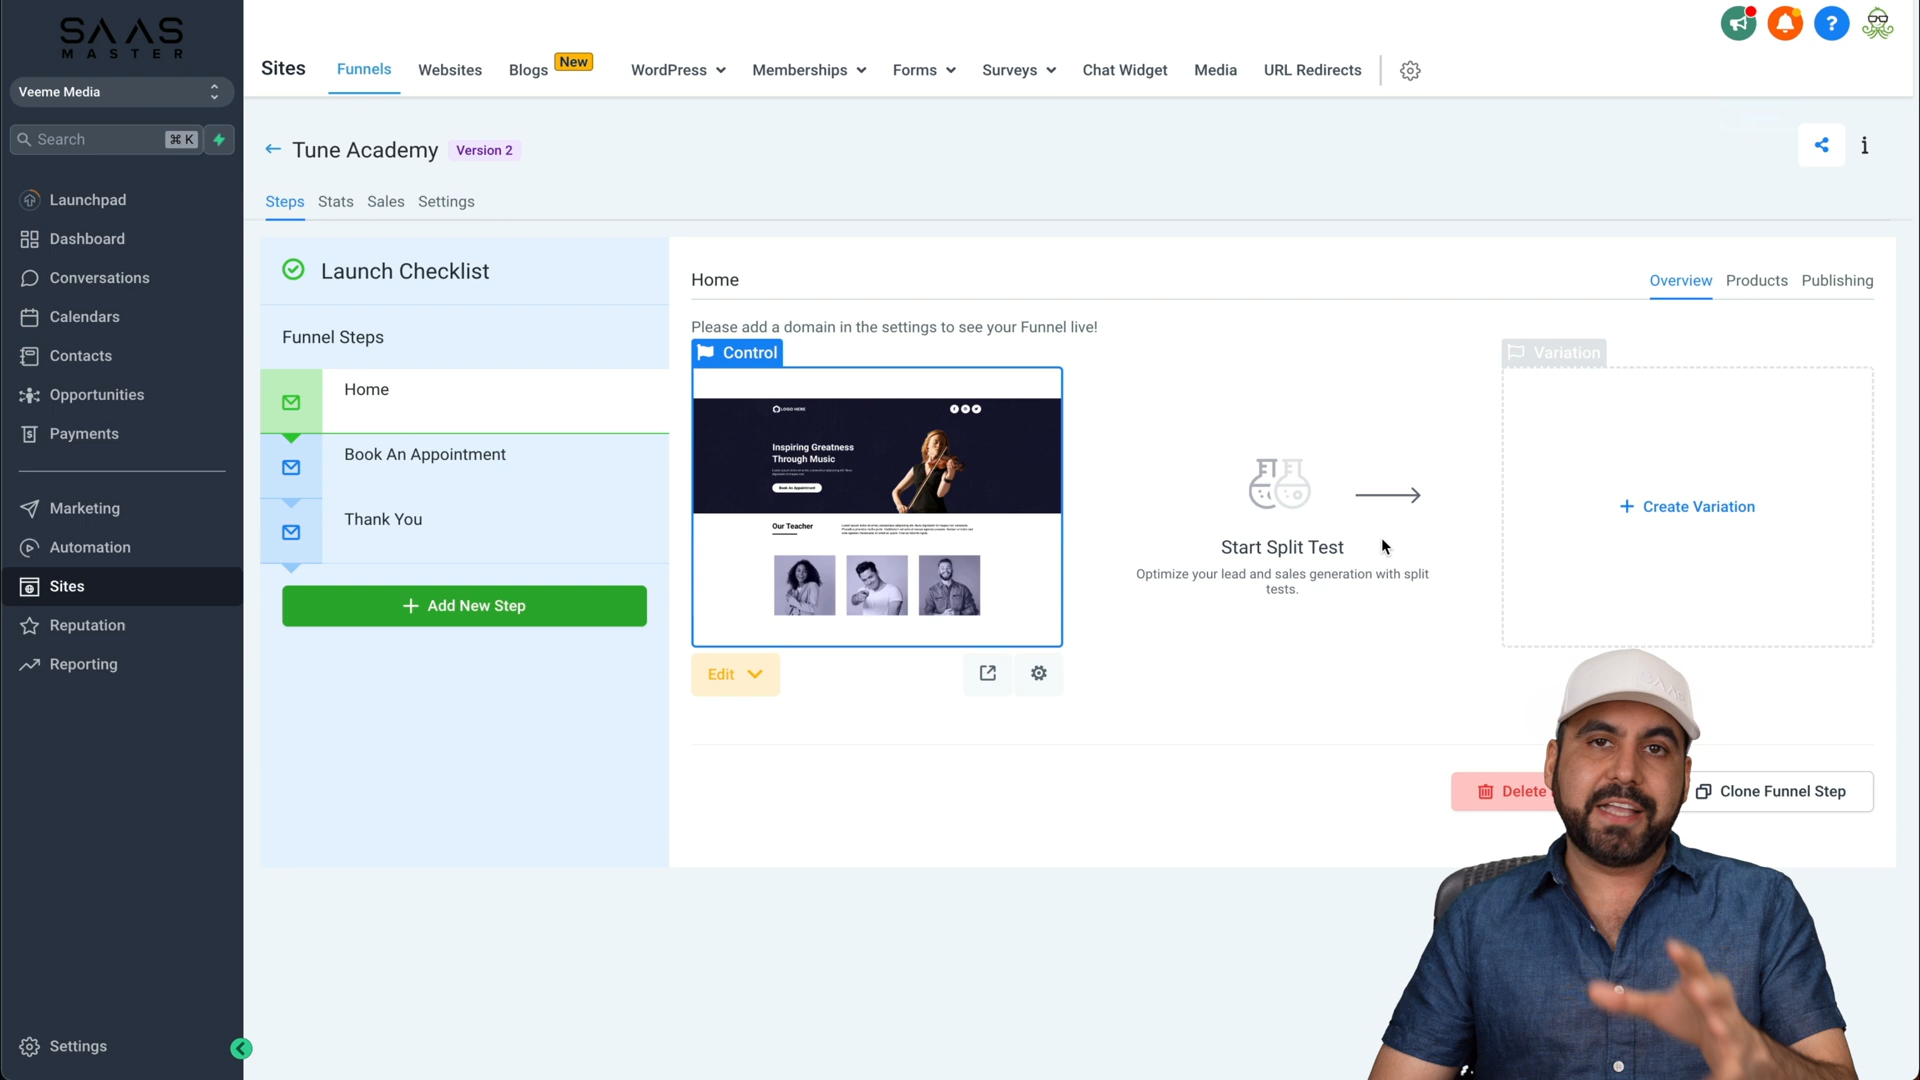 SAAS
MASTER
Veeme Media
Search
⌘ K
Launchpad
Dashboard
Conversations
Calendars
Contacts
Opportunities
Payments
Marketing
Automation
Sites
Reputation
Reporting
Settings
Sites
Funnels
Websites
Blogs
New
WordPress
Memberships
Forms
Surveys
Chat Widget
Media
URL Redirects
?
Tune Academy
Version 2
i
Steps
Stats
Sales
Settings
Launch Checklist
Funnel Steps
Home
Book An Appointment
Thank You
+ Add New Step
Home
Overview
Products
Publishing
Please add a domain in the settings to see your Funnel live!
Control
LOGO HERE
Inspiring Greatness
Through Music
Book An Appointment
Our Teacher
Edit
Start Split Test
Optimize your lead and sales generation with split
tests.
Variation
+ Create Variation
Delete
Clone Funnel Step